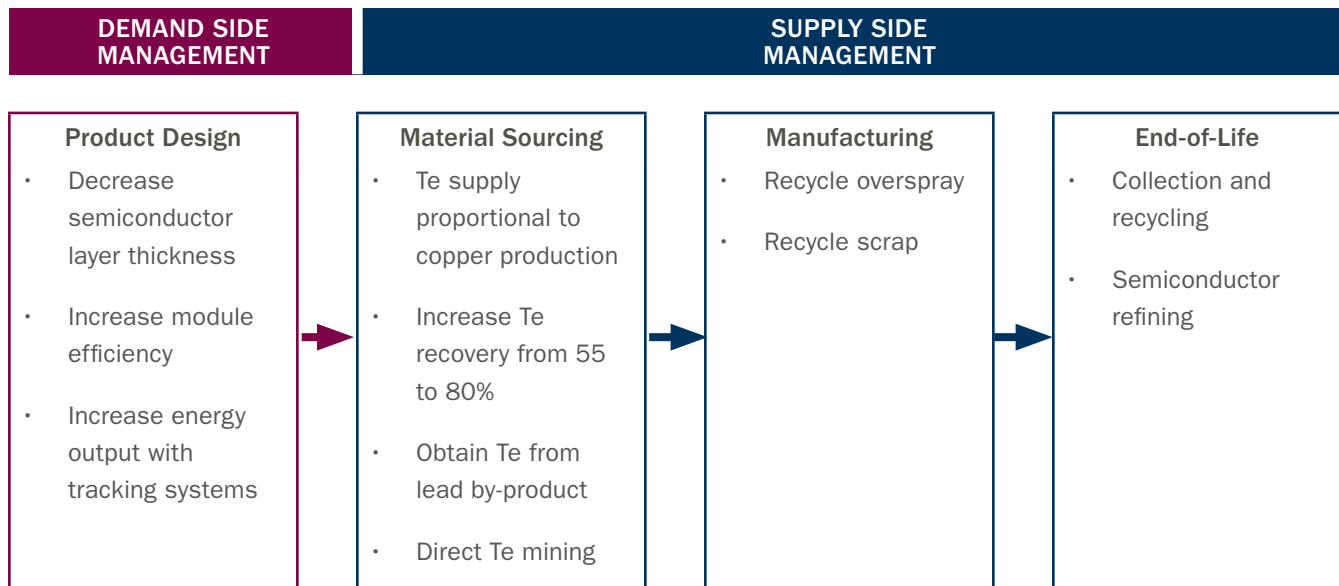 DEMAND SIDE
MANAGEMENT
SUPPLY SIDE
MANAGEMENT
Product Design
· Decrease
semiconductor
layer thickness
· Increase module
efficiency
· Increase energy
output with
tracking systems
Material Sourcing
· Te supply
proportional to
copper production
· Increase Te
recovery from 55
to 80%
· Obtain Te from
lead by-product
· Direct Te mining
Manufacturing
· Recycle overspray
· Recycle scrap
End-of-Life
· Collection and
recycling
· Semiconductor
refining